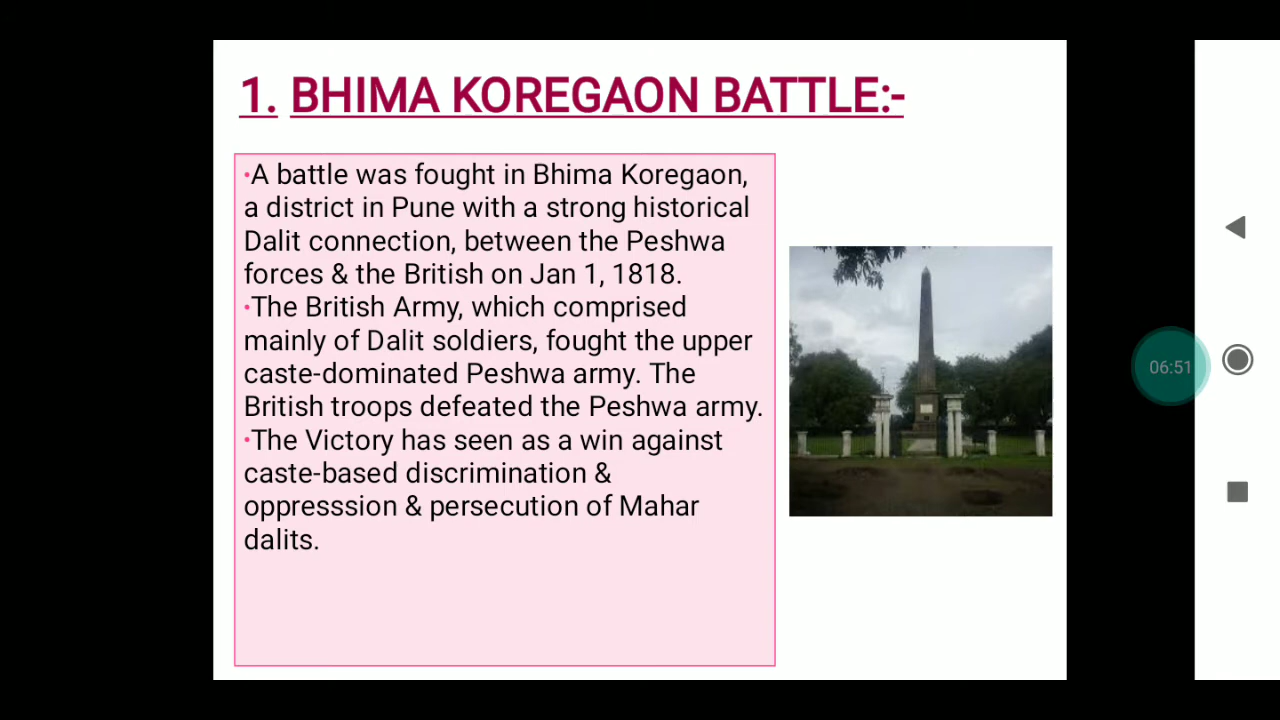 1. BHIMA KOREGAON BATTLE:-
•A battle was fought in Bhima Koregaon,
a district in Pune with a strong historical
Dalit connection, between the Peshwa
forces & the British on Jan 1, 1818.
•The British Army, which comprised
mainly of Dalit soldiers, fought the upper
caste-dominated Peshwa army. The
British troops defeated the Peshwa army.
•The Victory has seen as a win against
caste-based discrimination &
oppresssion & persecution of Mahar
dalits.
06:51